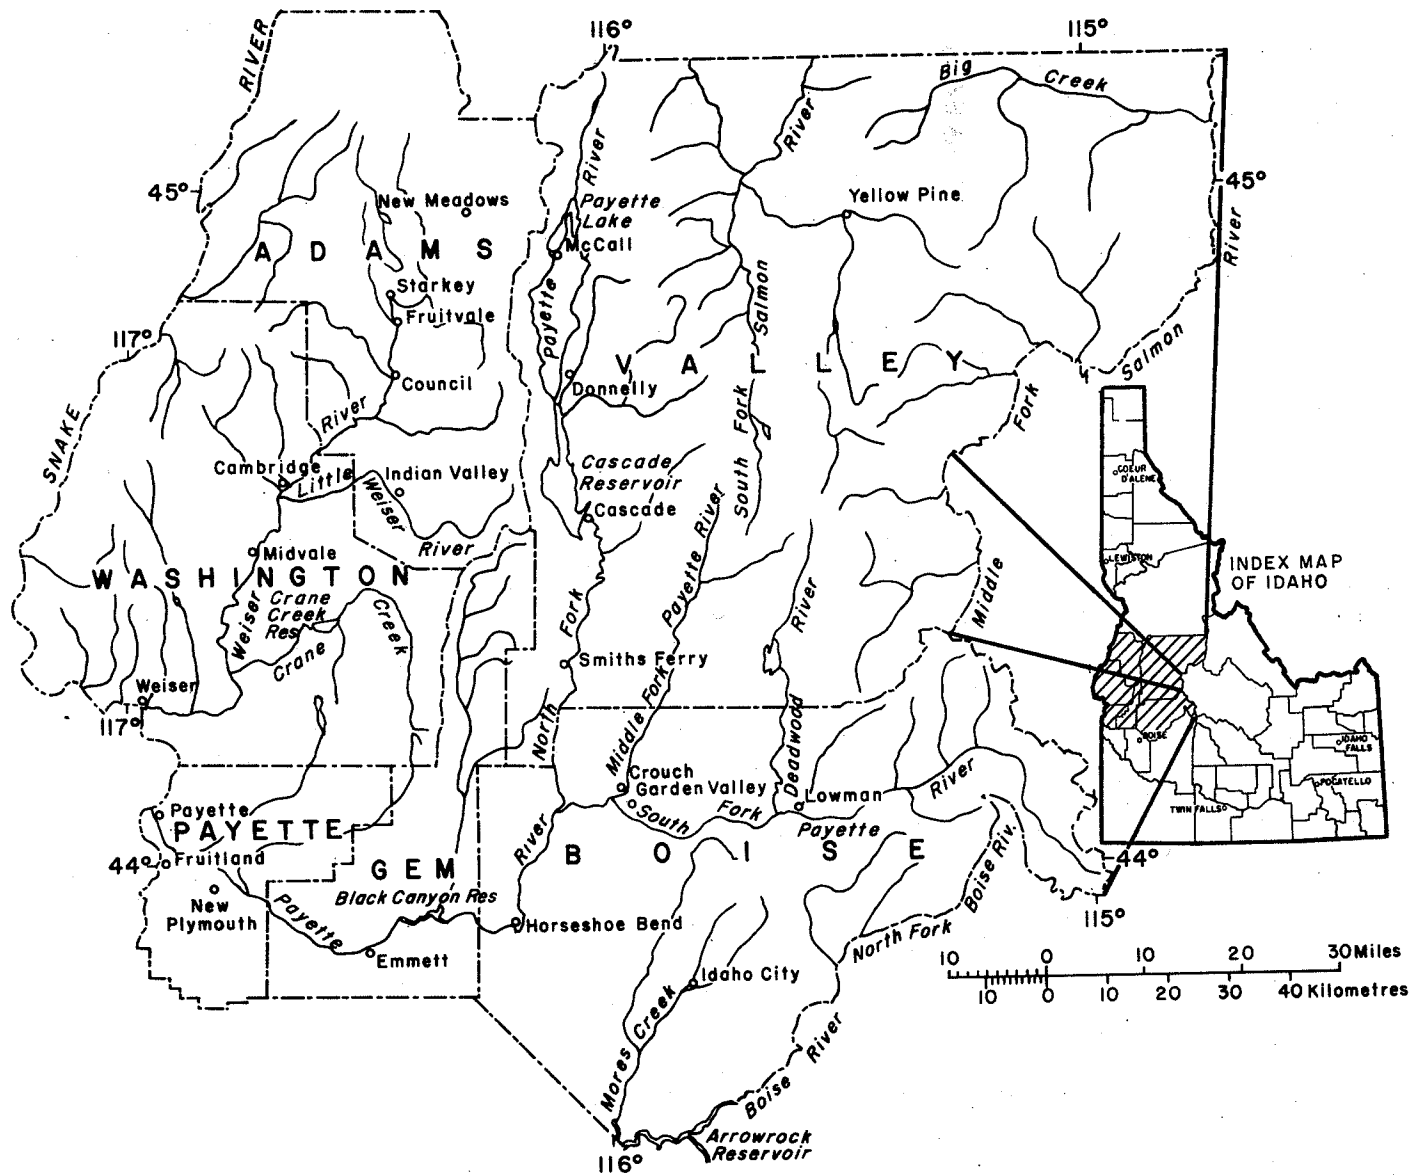 116°
115°
RIVER
Big
Creek
River
River
45°
45°
New Meadows
Payette
Lake
Yellow Pine
River
McCall
A D A M S
Starkey
Fruitvale
Payette
Salmon
117°
V A L L E Y
Salmon
Council
Donnelly
Fork
River
South Fork
SNAKE
Cambridge
Little
Indian Valley
Weiser
River
Cascade
Reservoir
Cascade
COEUR
D'ALENE
Midvale
LEWISTON
INDEX MAP
OF IDAHO
WASHINGTON
Crane
Creek
Res
Creek
Weiser
Crane
Fork
Payette River
River
Middle
Smiths Ferry
Weiser
117°
North
Middle Fork
Deadwood
BOISE
IDAHO
FALLS
POCATELLO
TWIN FALLS
Crouch
Garden Valley
Lowman
River
South
Fork
Payette
Payette
PAYETTE
44°
Fruitland
GEM
River
B O I S E
Boise Riv.
44°
Black Canyon Res
New
Plymouth
Payette
Horseshoe Bend
North Fork
115°
Emmett
Idaho City
10 0 10 20 30 Miles
10 0 10 20 30 40 Kilometres
Mores Creek
River
Boise
Arrowrock
Reservoir
116°